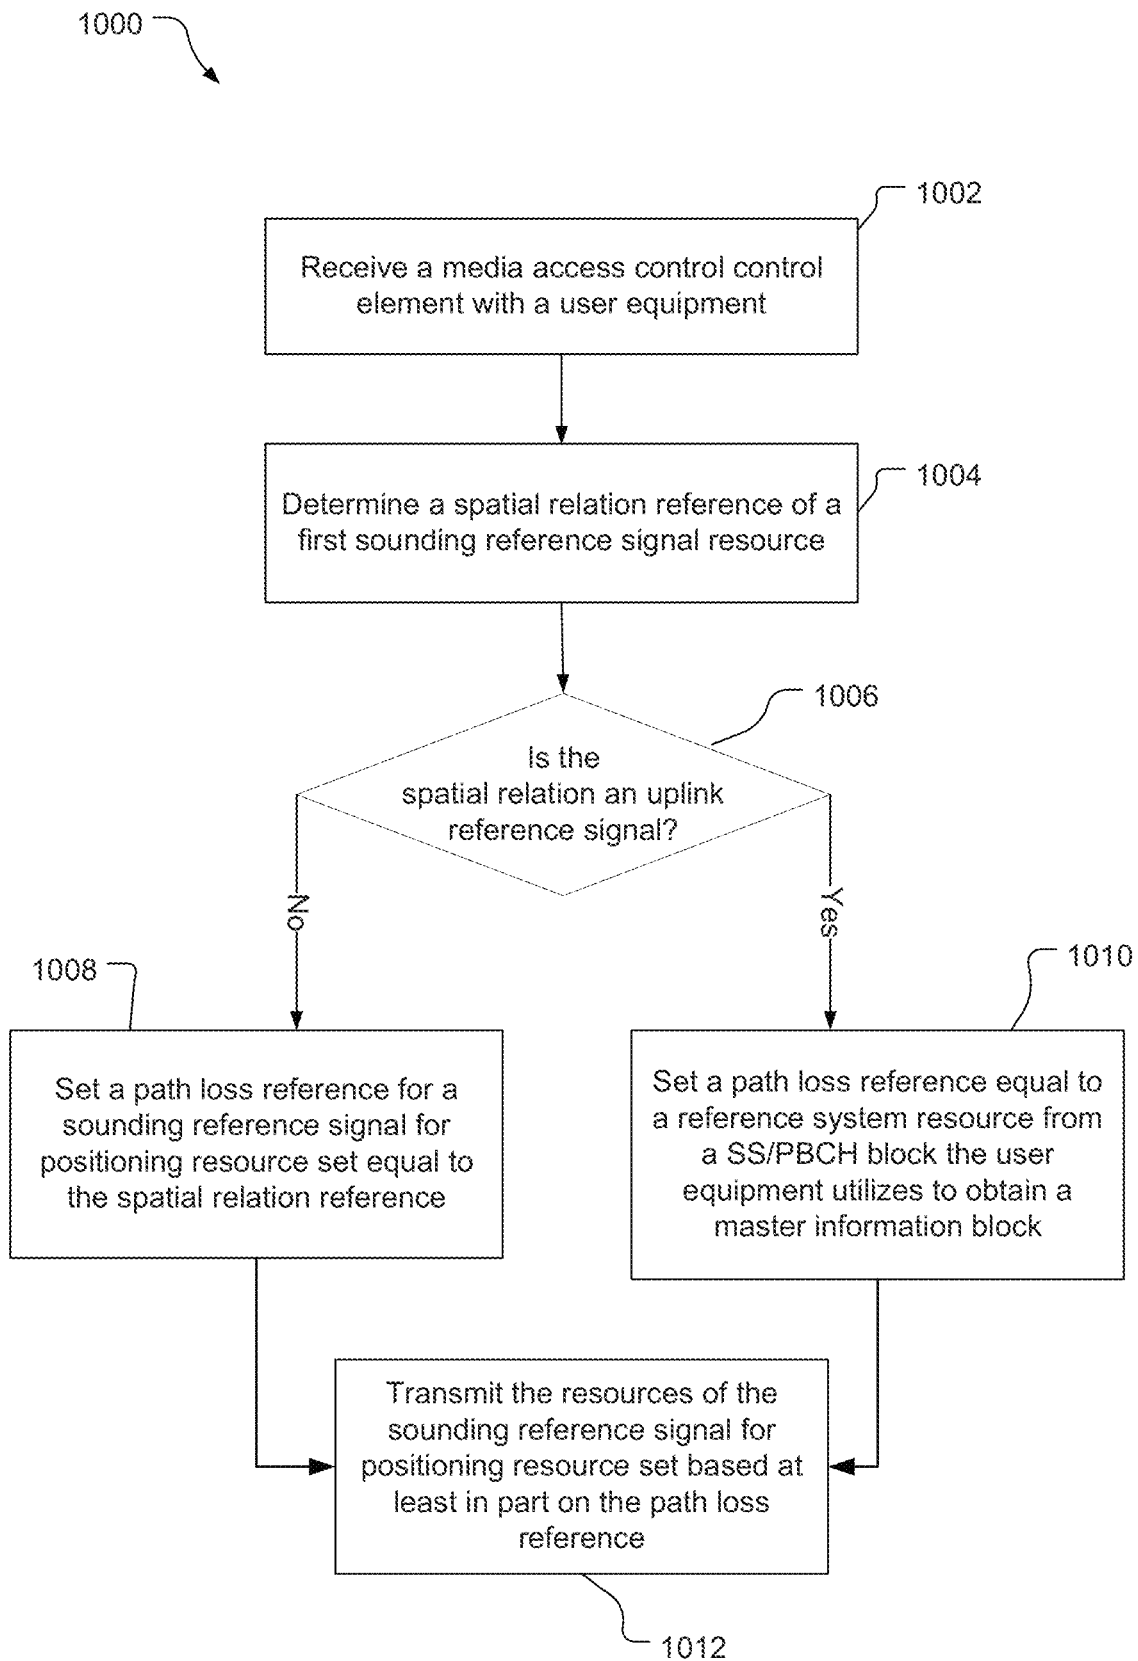 1000
1002
Receive a media access control control
element with a user equipment
1004
Determine a spatial relation reference of a
first sounding reference signal resource
1006
Is the
spatial relation an uplink
reference signal?
No
Yes
1008
1010
Set a path loss reference for a
sounding reference signal for
positioning resource set equal to
the spatial relation reference
Set a path loss reference equal to
a reference system resource from
a SS/PBCH block the user
equipment utilizes to obtain a
master information block
Transmit the resources of the
sounding reference signal for
positioning resource set based at
least in part on the path loss
reference
1012